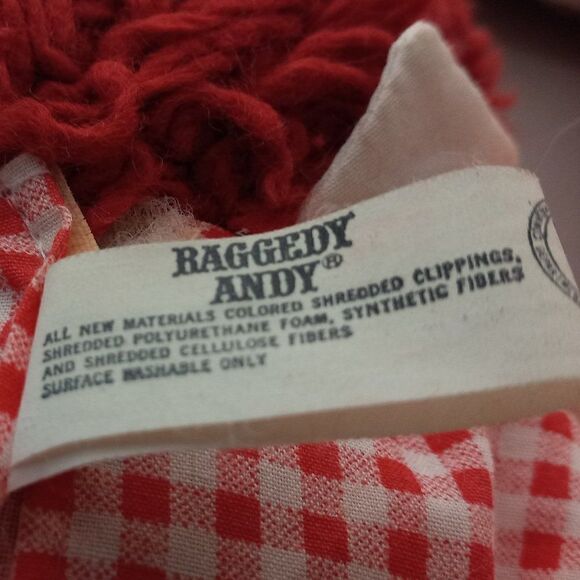 RAGGEDY
ANDY®
ALL NEW MATERIALS COLORED SHREDDED CLIPPINGS,
SHREDDED POLYURETHANE FOAM, SYNTHETIC FIBERS
AND SHREDDED CELLULOSE FIBERS
SURFACE WASHABLE ONLY